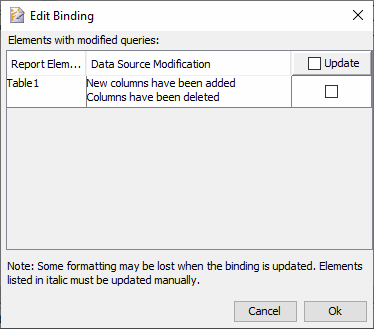 Edit Binding
Elements with modified queries:
Report Elem... Data Source Modification Update
Table1 New columns have been added
Columns have been deleted
Note: Some formatting may be lost when the binding is updated. Elements
listed in italic must be updated manually.
Cancel Ok